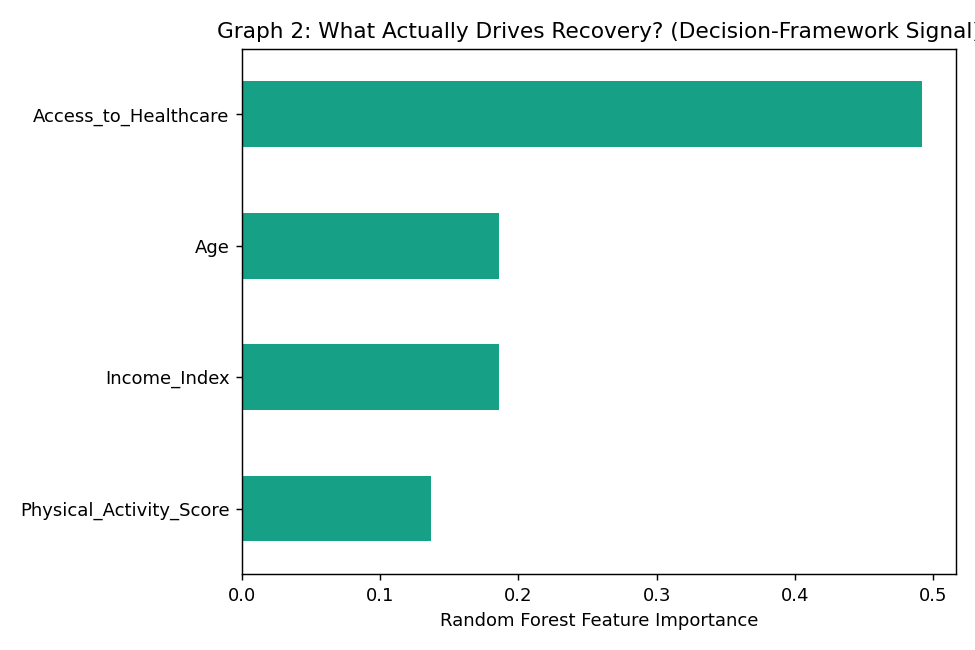 Graph 2: What Actually Drives Recovery? (Decision-Framework Signal)
Access_to_Healthcare
Age
Income_Index
Physical_Activity_Score
0.0 0.1 0.2 0.3 0.4 0.5
Random Forest Feature Importance